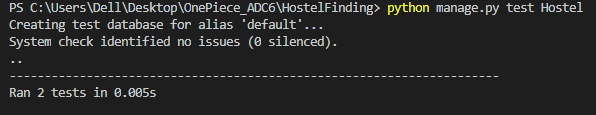 PS C:\Users\Dell\Desktop\OnePiece_ADC6\HostelFinding> python manage.py test Hostel
Creating test database for alias 'default'...
System check identified no issues (0 silenced).
..
----------------------------------------------------------------------
Ran 2 tests in 0.005s